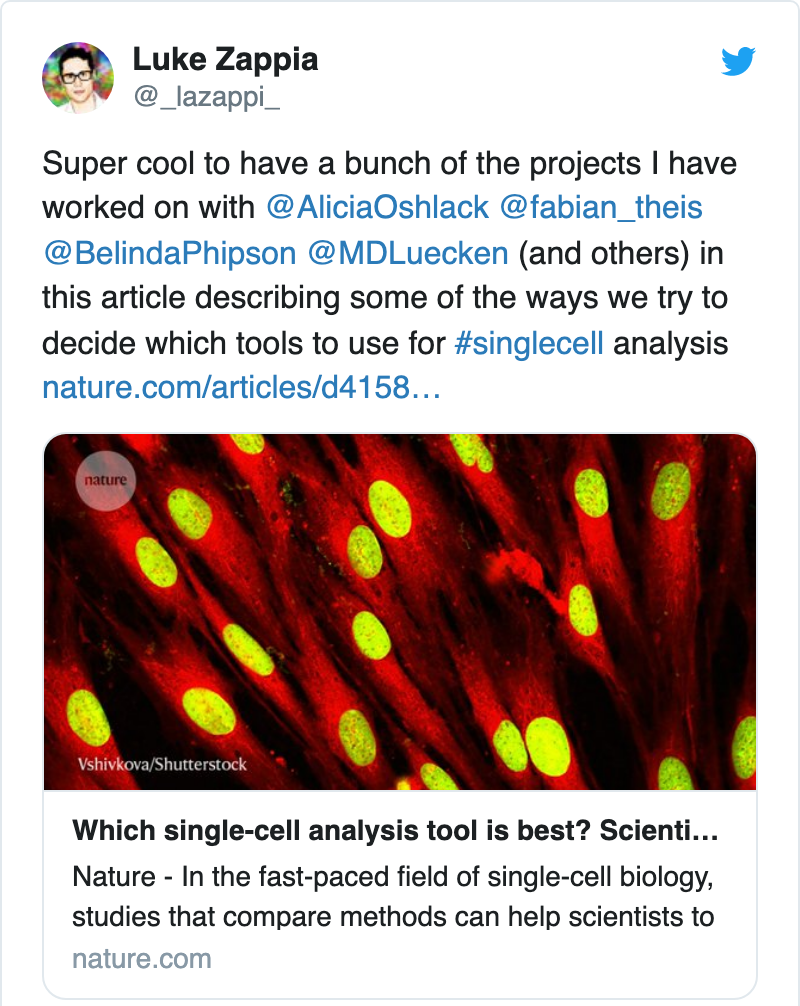 Luke Zappia
@_lazappi_
Super cool to have a bunch of the projects I have
worked on with @AliciaOshlack @fabian_theis
@BelindaPhipson @MDLuecken (and others) in
this article describing some of the ways we try to
decide which tools to use for #singlecell analysis
nature.com/articles/d4158…
nature
Vshivkova/Shutterstock
Which single-cell analysis tool is best? Scienti…
Nature - In the fast-paced field of single-cell biology,
studies that compare methods can help scientists to
nature.com